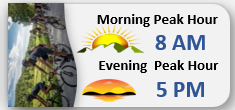 Morning Peak Hour
8 AM
Evening Peak Hour
5 PM